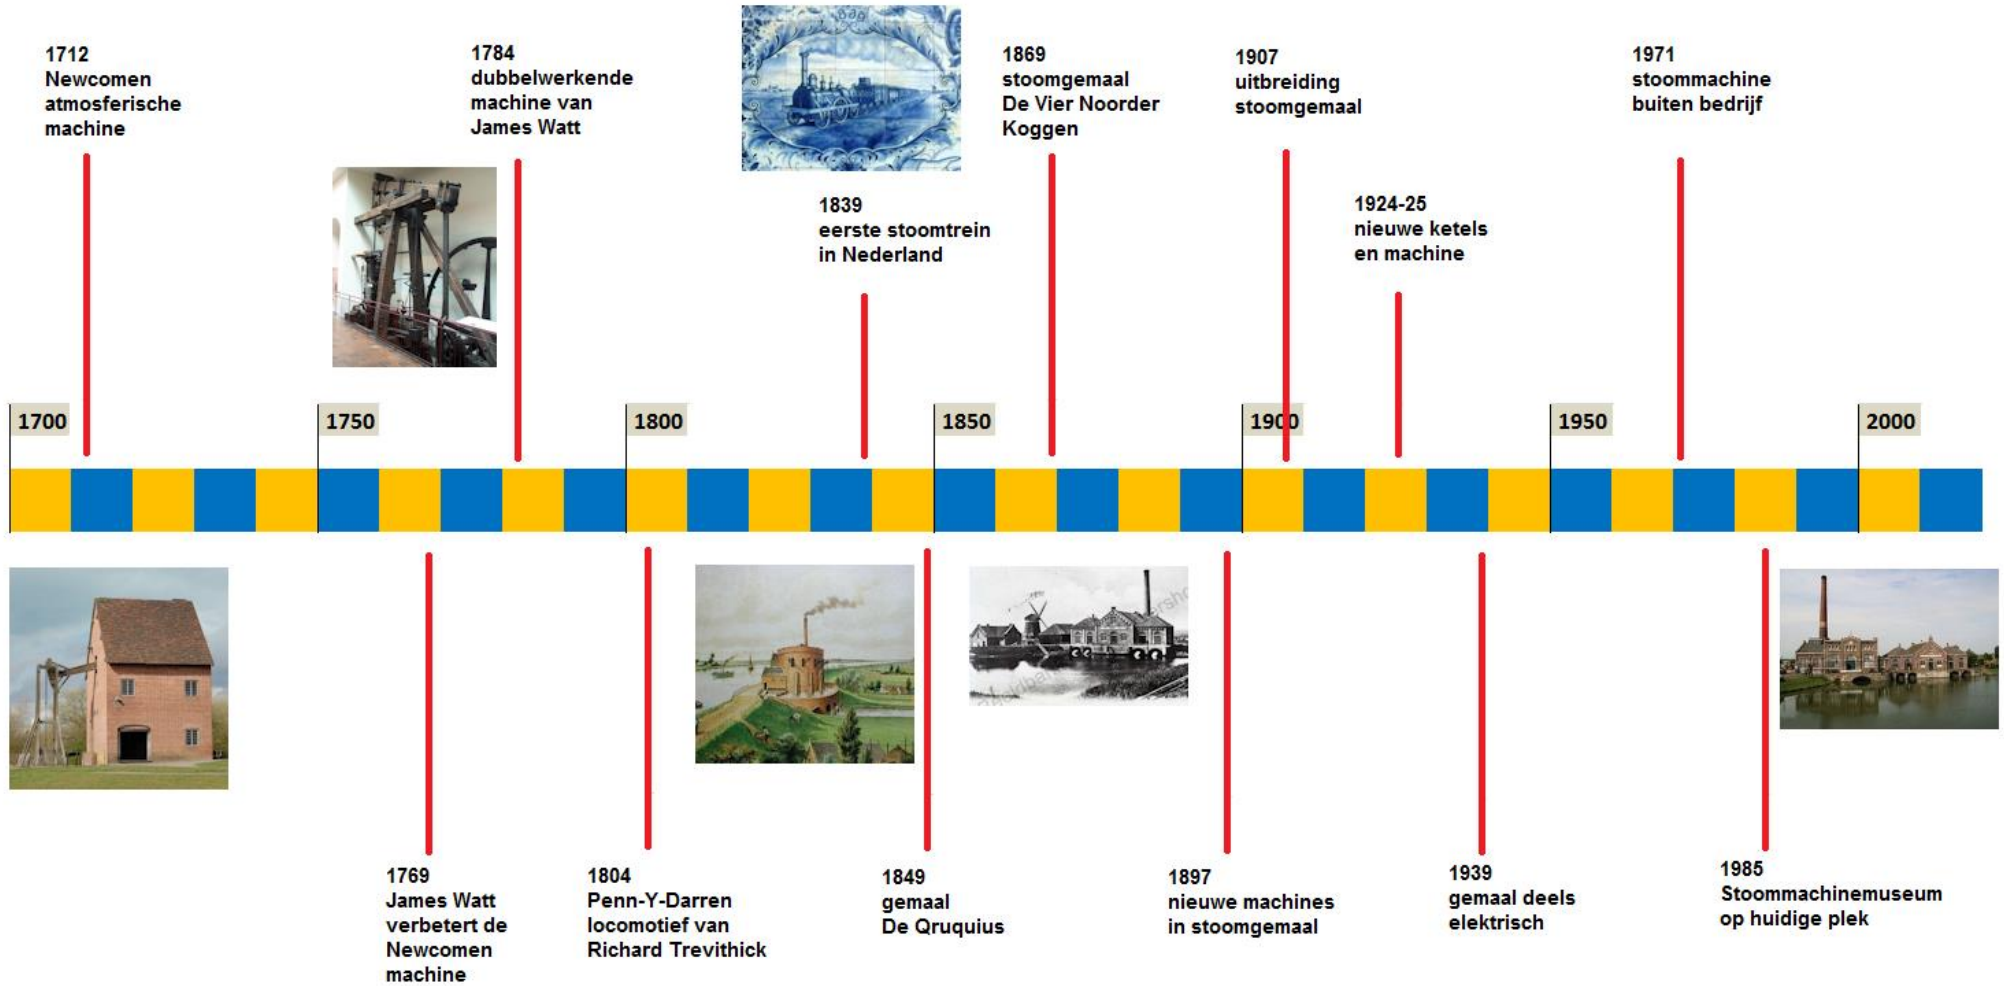 1712
Newcomen
atmosferische
machine
1784
dubbelwerkende
machine van
James Watt
1839
eerste stoomtrein
in Nederland
1869
stoomgemaal
De Vier Noorder
Koggen
1907
uitbreiding
stoomgemaal
1924-25
nieuwe ketels
en machine
1971
stoommachine
buiten bedrijf
1700
1750
1800
1850
1900
1950
2000
1769
James Watt
verbetert de
Newcomen
machine
1804
Penn-Y-Darren
locomotief van
Richard Trevithick
1849
gemaal
De Qruquius
1897
nieuwe machines
in stoomgemaal
1939
gemaal deels
elektrisch
1985
Stoommachinemuseum
op huidige plek